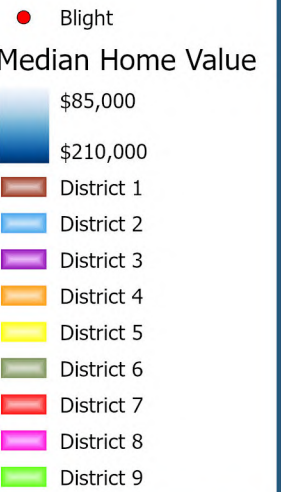 Blight
Median Home Value
$85,000
$210,000
District 1
District 2
District 3
District 4
District 5
District 6
District 7
District 8
District 9